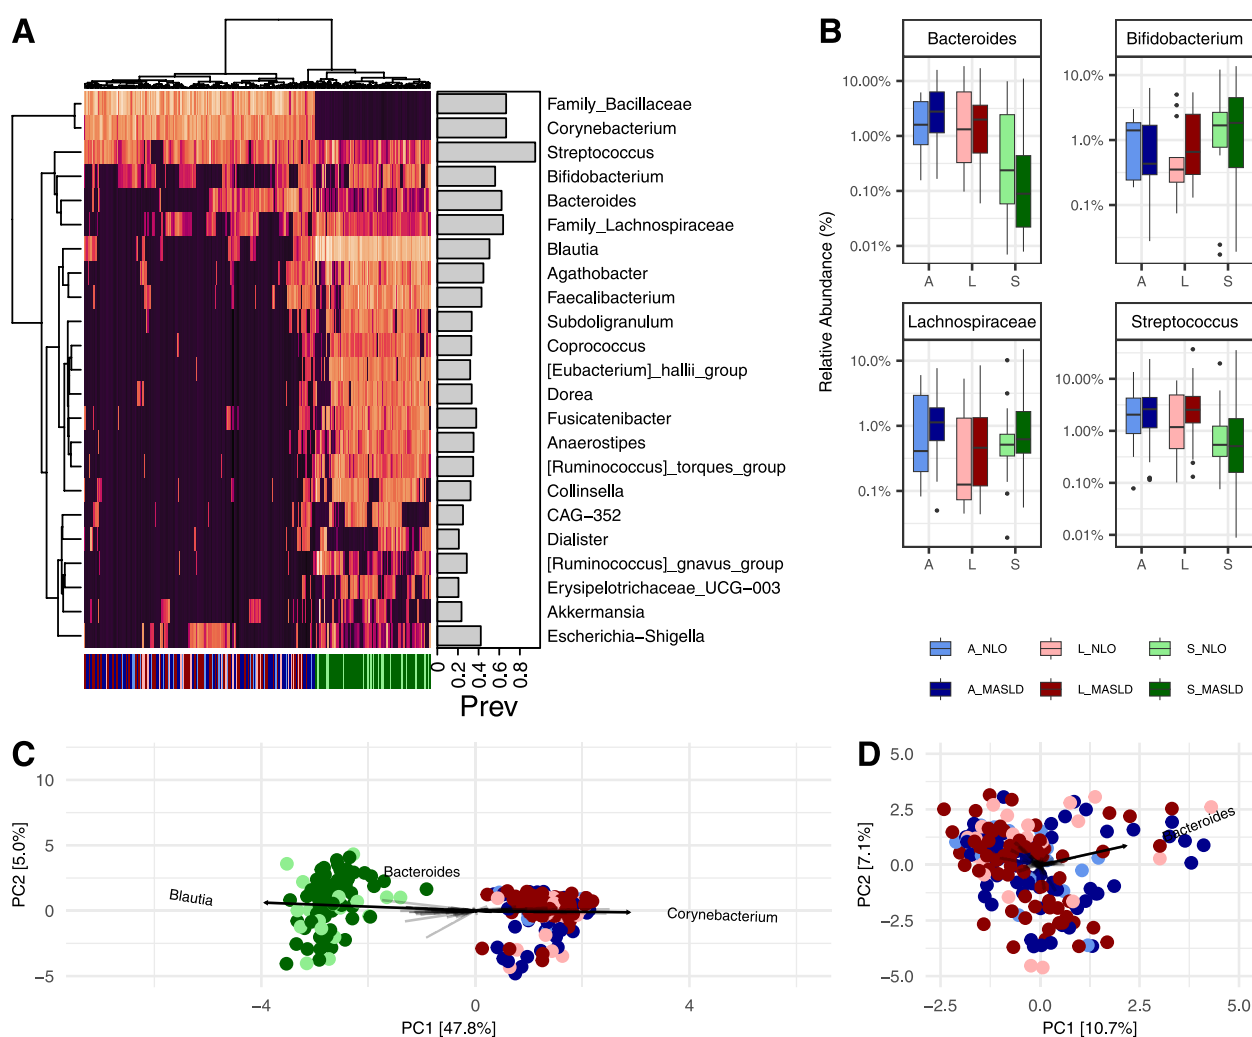 A
Family_Bacillaceae
Corynebacterium
Streptococcus
Bifidobacterium
Bacteroides
Family_Lachnospiraceae
Blautia
Agathobacter
Faecalibacterium
Subdoligranulum
Coprococcus
[Eubacterium]_hallii_group
Dorea
Fusicatenibacter
Anaerostipes
[Ruminococcus]_torques_group
Collinsella
CAG−352
Dialister
[Ruminococcus]_gnavus_group
Erysipelotrichaceae_UCG−003
Akkermansia
Escherichia−Shigella
0 0.2 0.4 0.6 0.8
Prev
B
Relative Abundance (%)
Bacteroides
10.00%
1.00%
0.10%
0.01%
A L S
Bifidobacterium
10.0%
1.0%
0.1%
A L S
Lachnospiraceae
10.0%
1.0%
0.1%
A L S
Streptococcus
10.00%
1.00%
0.10%
0.01%
A L S
A_NLO L_NLO S_NLO
A_MASLD L_MASLD S_MASLD
C
PC2 [5.0%]
10
5
0
−5
Blautia
Bacteroides
Corynebacterium
−4 0 4
PC1 [47.8%]
D
PC2 [7.1%]
5.0
2.5
0.0
−2.5
−5.0
Bacteroides
−2.5 0.0 2.5 5.0
PC1 [10.7%]